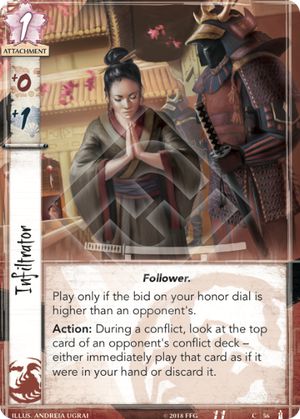 1
ATTACHMENT
+0
+1
Infiltrator
Follower.
Play only if the bid on your honor dial is
higher than an opponent's.
Action: During a conflict, look at the top
card of an opponent's conflict deck –
either immediately play that card as if it
were in your hand or discard it.
ILLUS. ANDREIA UGRAI
© 2018 FFG
11
C
56